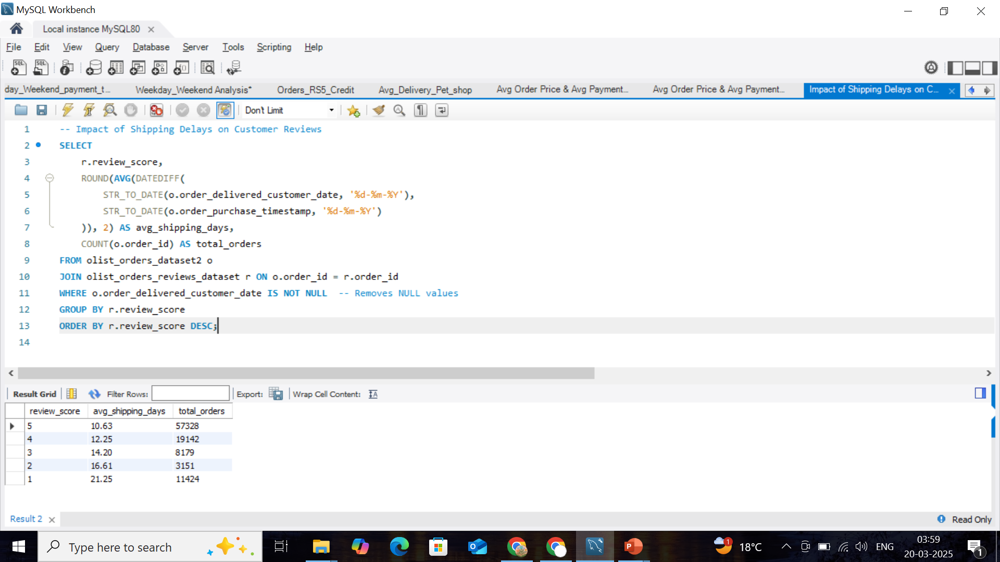 MySQL Workbench
Local instance MySQL80
File Edit View Query Database Server Tools Scripting Help
day_Weekend_payment_t... Weekday_Weekend Analysis* Orders_RS5_Credit Avg_Delivery_Pet_shop Avg Order Price & Avg Payment... Avg Order Price & Avg Payment... Impact of Shipping Delays on C...
Don't Limit
1 -- Impact of Shipping Delays on Customer Reviews
2 SELECT
3 r.review_score,
4 ROUND(AVG(DATEDIFF(
5 STR_TO_DATE(o.order_delivered_customer_date, '%d-%m-%Y'),
6 STR_TO_DATE(o.order_purchase_timestamp, '%d-%m-%Y')
7 )), 2) AS avg_shipping_days,
8 COUNT(o.order_id) AS total_orders
9 FROM olist_orders_dataset2 o
10 JOIN olist_orders_reviews_dataset r ON o.order_id = r.order_id
11 WHERE o.order_delivered_customer_date IS NOT NULL -- Removes NULL values
12 GROUP BY r.review_score
13 ORDER BY r.review_score DESC;
14
Result Grid Filter Rows: Export: Wrap Cell Content:
review_score avg_shipping_days total_orders
5 10.63 57328
4 12.25 19142
3 14.20 8179
2 16.61 3151
1 21.25 11424
Result 2 Read Only
Type here to search
1 18°C ENG 03:59
20-03-2025 1